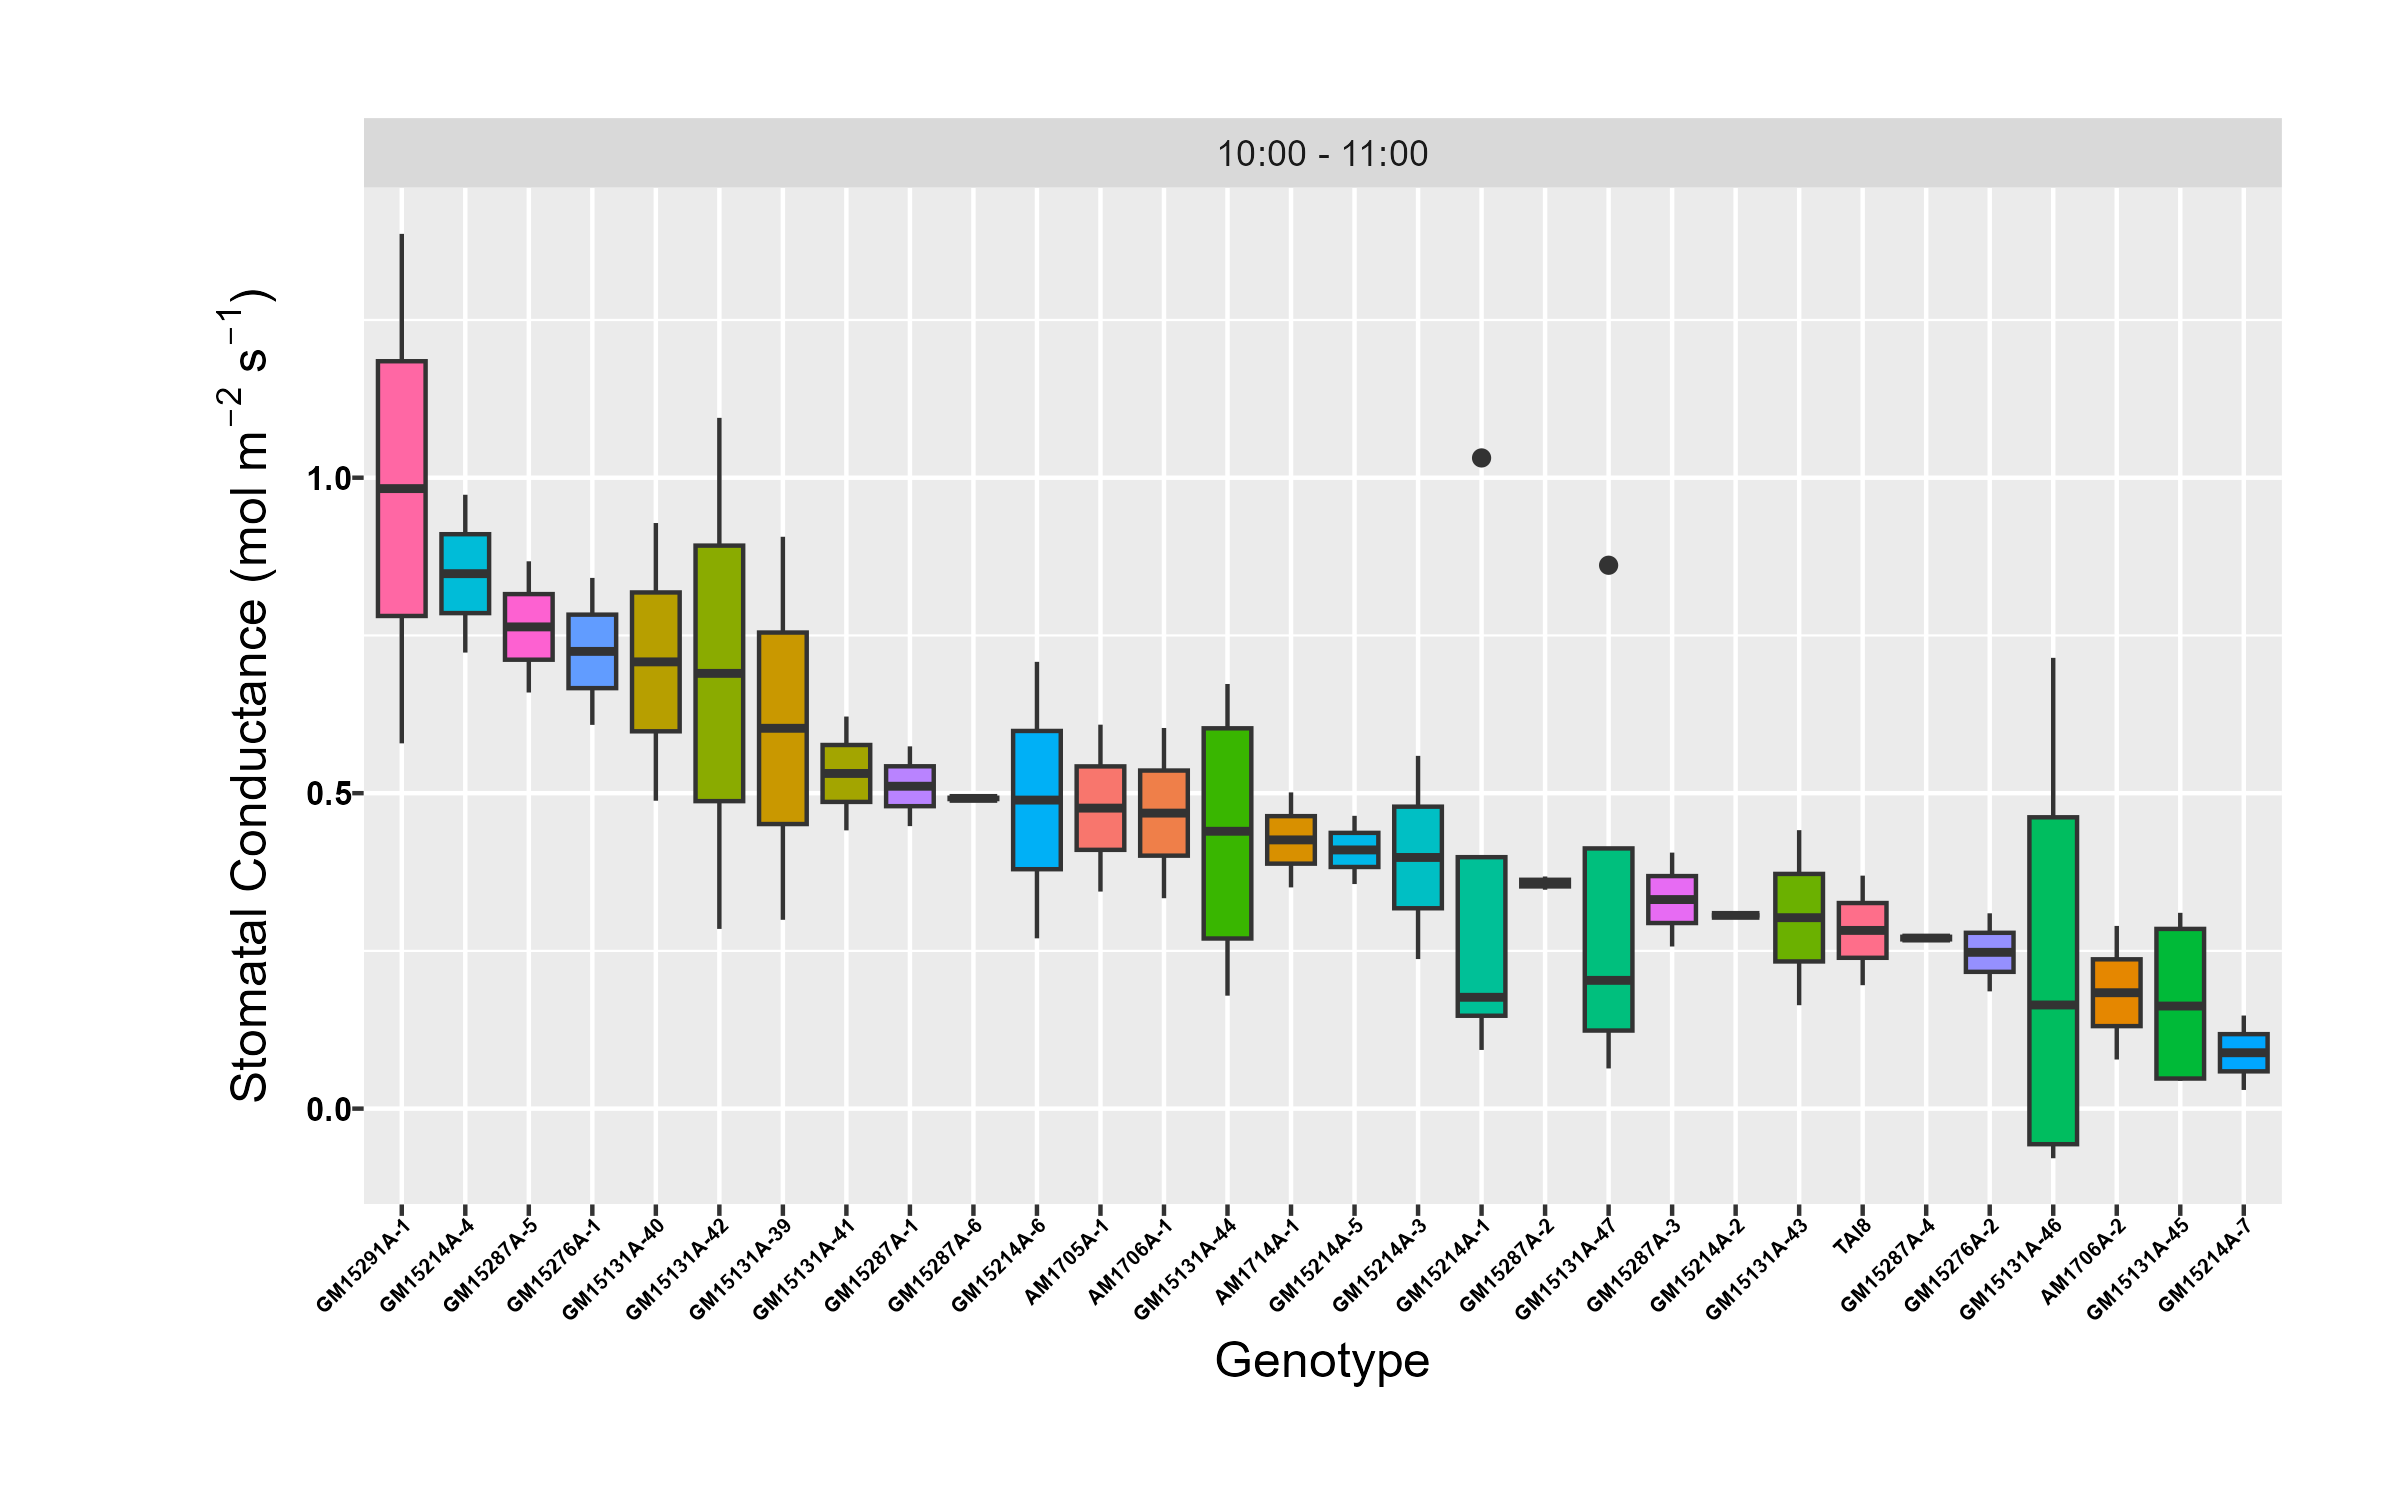 10:00 - 11:00
Stomatal Conductance (mol m⁻² s⁻¹)
1.0
0.5
0.0
GM15291A-1
GM15214A-4
GM15287A-5
GM15276A-1
GM15131A-40
GM15131A-42
GM15131A-39
GM15131A-41
GM15287A-1
GM15287A-6
GM15214A-6
AM1705A-1
AM1706A-1
GM15131A-44
AM1714A-1
GM15214A-5
GM15214A-3
GM15214A-1
GM15287A-2
GM15131A-47
GM15287A-3
GM15214A-2
GM15131A-43
TAI8
GM15287A-4
GM15276A-2
GM15131A-46
AM1706A-2
GM15131A-45
GM15214A-7
Genotype